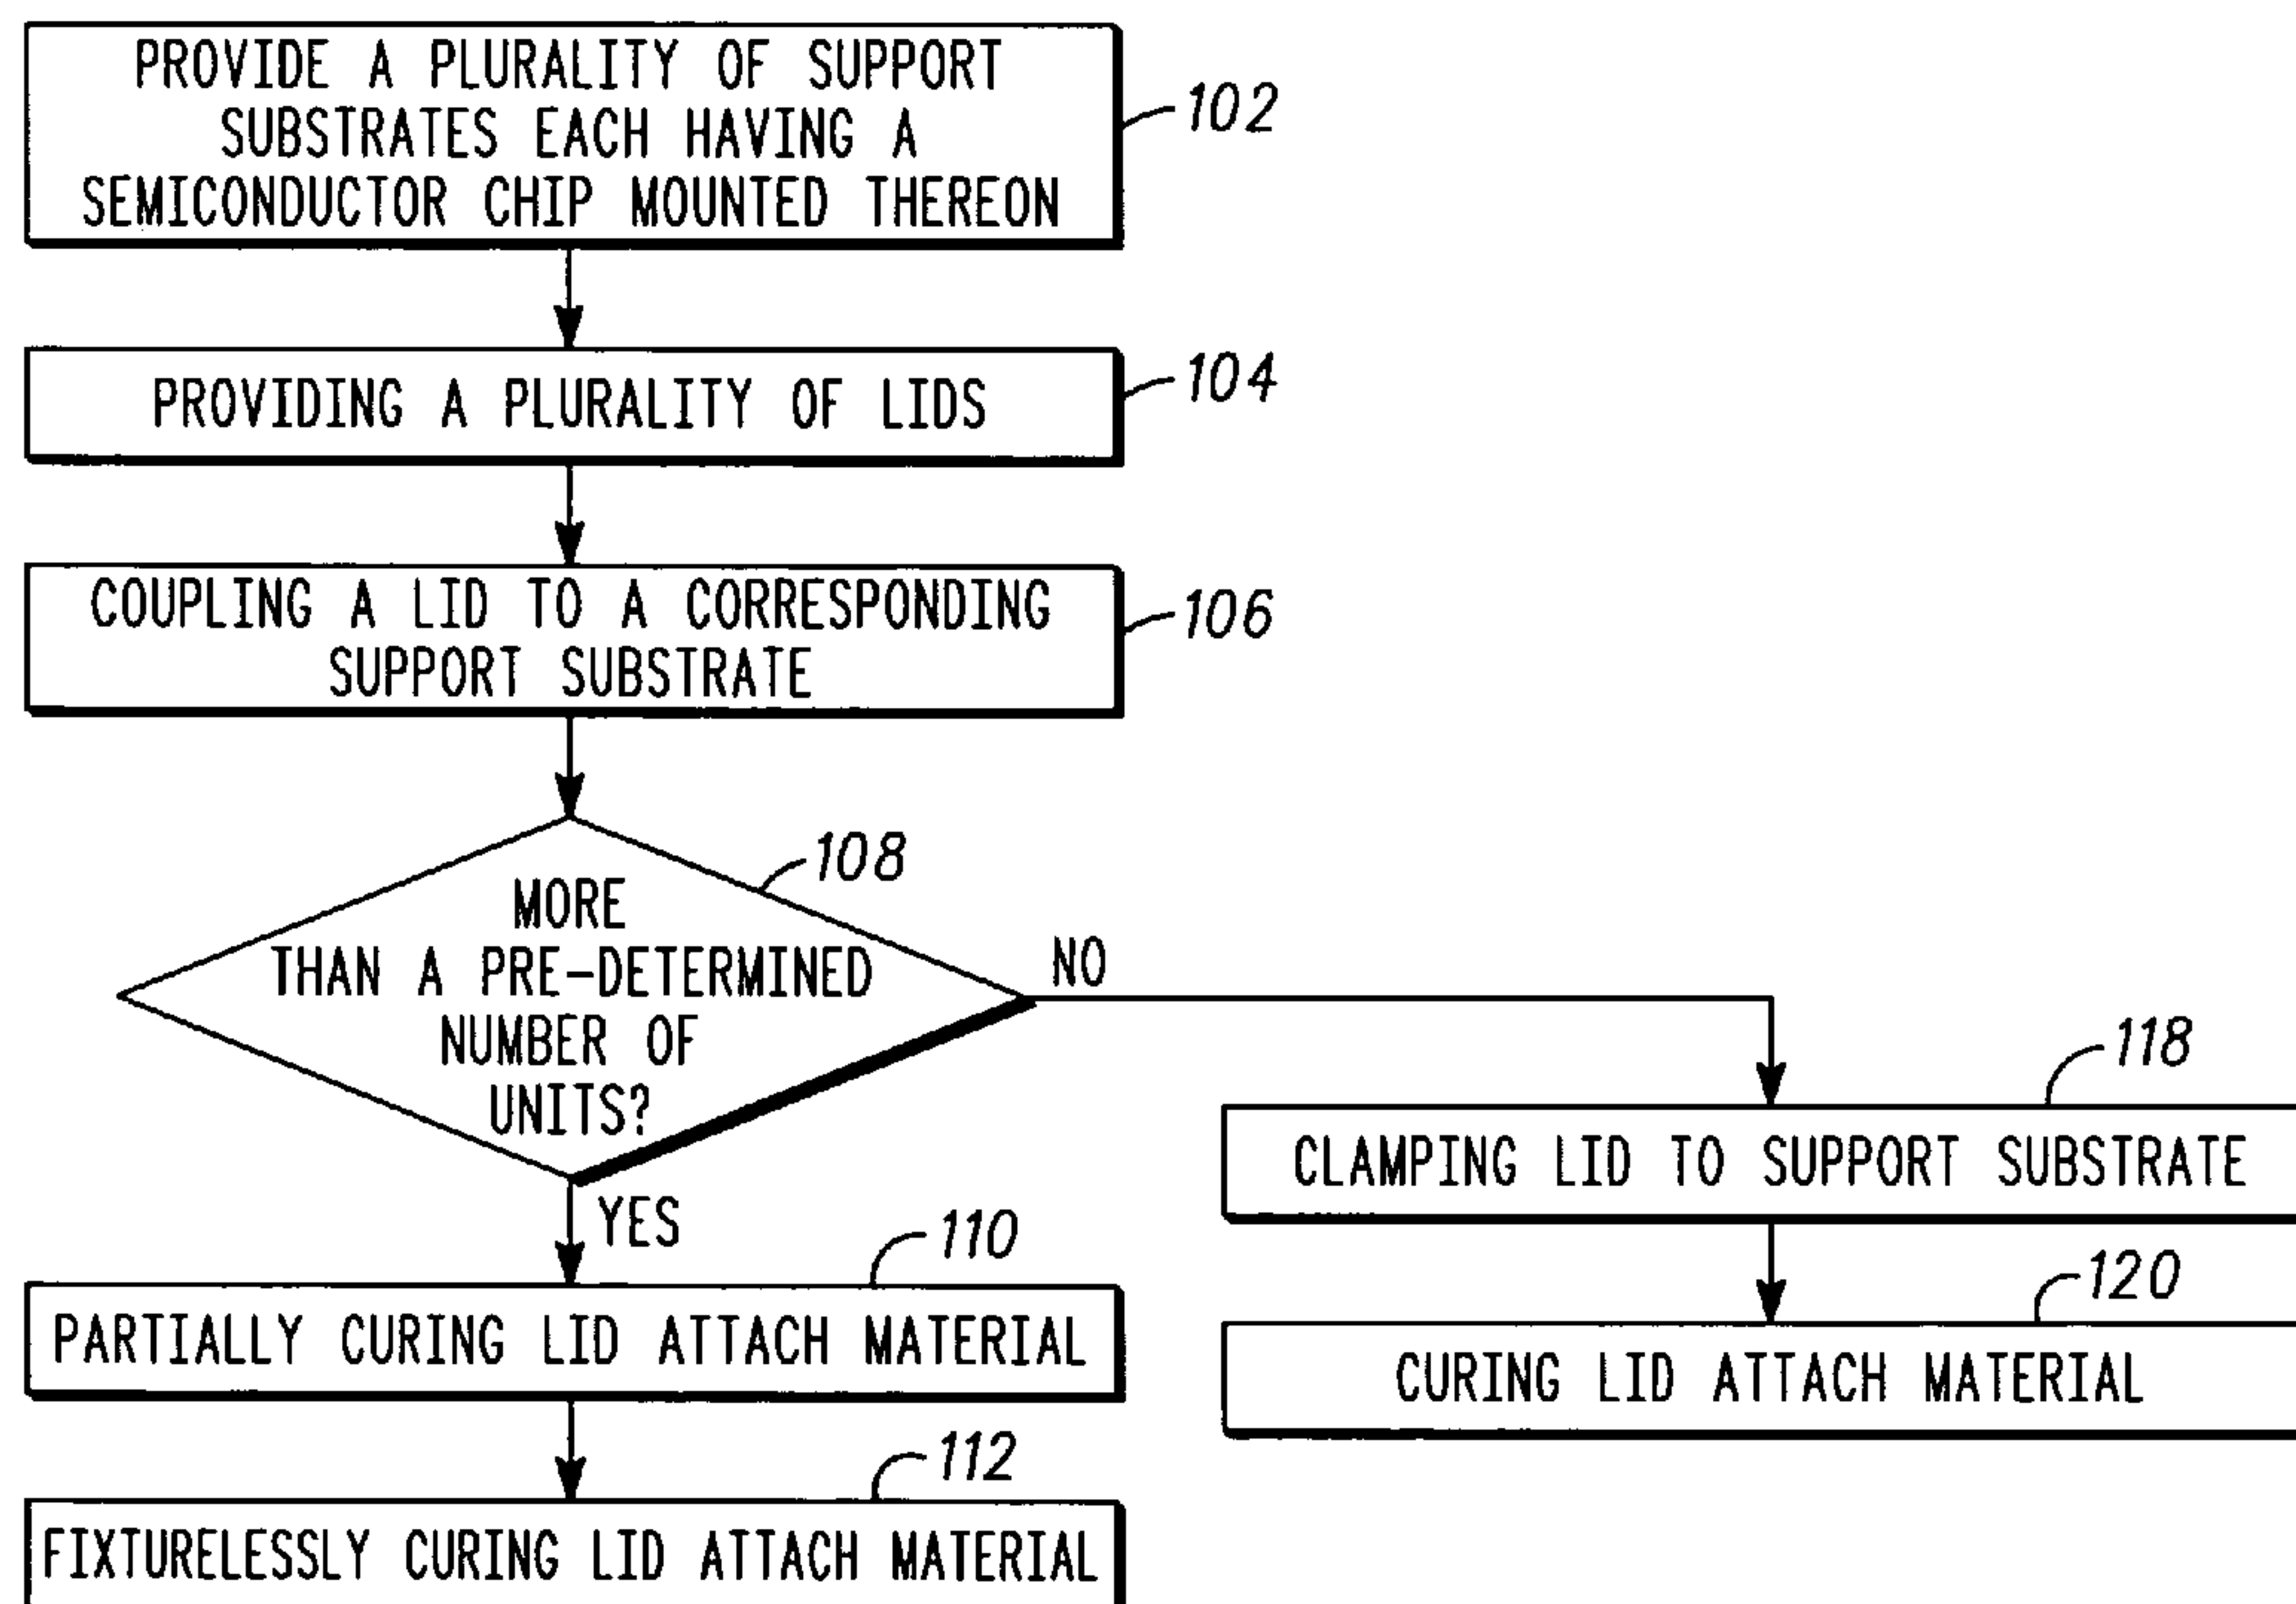 PROVIDE A PLURALITY OF SUPPORT
SUBSTRATES EACH HAVING A
SEMICONDUCTOR CHIP MOUNTED THEREON
102
PROVIDING A PLURALITY OF LIDS
104
COUPLING A LID TO A CORRESPONDING
SUPPORT SUBSTRATE
106
108
MORE
THAN A PRE-DETERMINED
NUMBER OF
UNITS?
NO
YES
110
PARTIALLY CURING LID ATTACH MATERIAL
112
FIXTURELESSLY CURING LID ATTACH MATERIAL
118
CLAMPING LID TO SUPPORT SUBSTRATE
120
CURING LID ATTACH MATERIAL